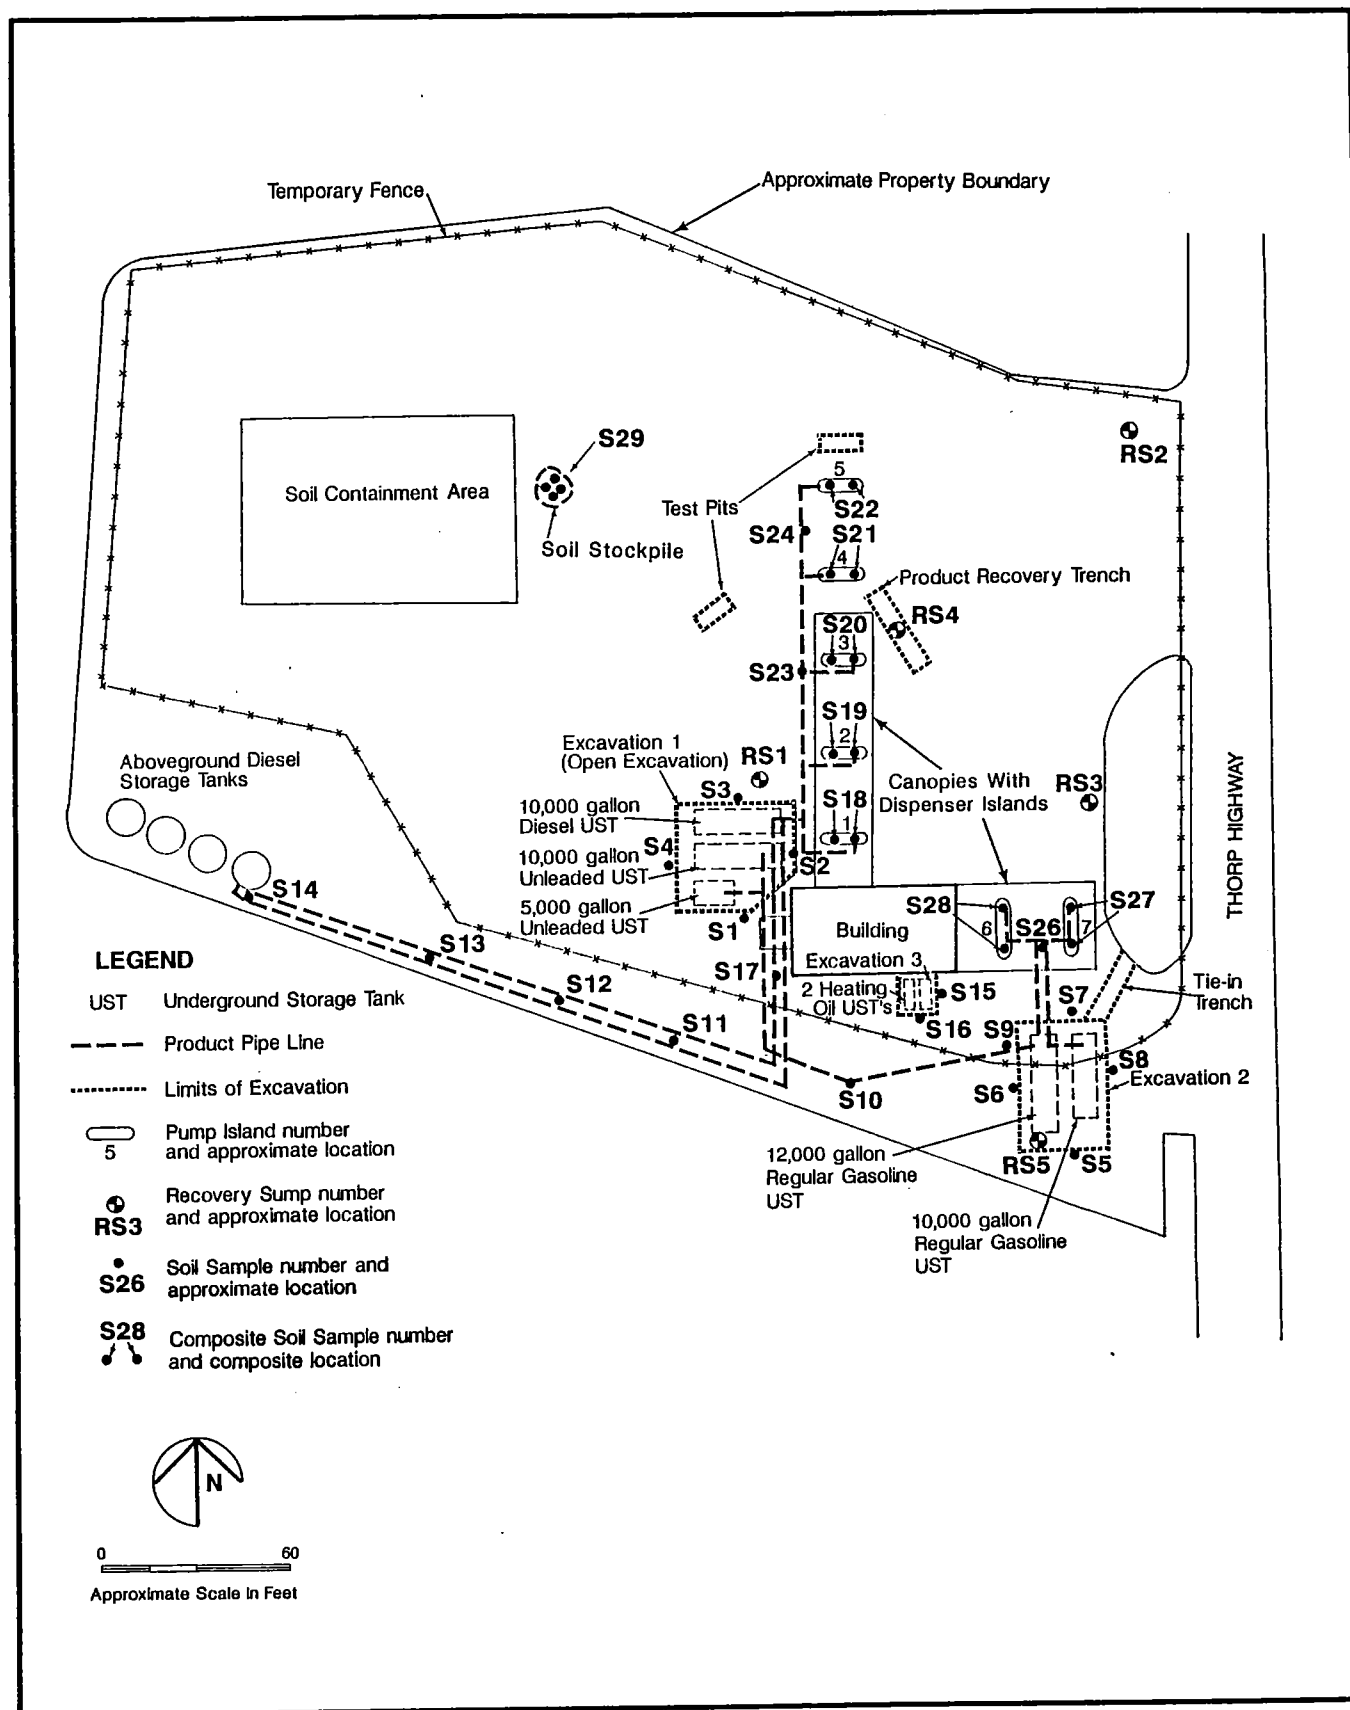 Approximate Property Boundary
Temporary Fence
RS2
S29
5
Soil Containment Area
Test Pits
S22
S24
S21
Soil Stockpile
4
Product Recovery Trench
RS4
S20
3
S23
S19
2
Excavation 1
(Open Excavation)
RS1
Aboveground Diesel
Storage Tanks
S3
Canopies With
Dispenser Islands
RS3
THORP HIGHWAY
10,000 gallon
Diesel UST
S18
1
S4
10,000 gallon
Unleaded UST
S2
S14
5,000 gallon
Unleaded UST
S1
Building
S28
S27
6
S26
7
S13
Excavation 3
S17
2 Heating
Oil UST's
S15
S7
Tie-in
Trench
S12
S16
S9
S11
S8
Excavation 2
S6
S10
12,000 gallon
Regular Gasoline
UST
RS5
S5
10,000 gallon
Regular Gasoline
UST
LEGEND
UST Underground Storage Tank
Product Pipe Line
Limits of Excavation
5
Pump Island number
and approximate location
RS3
Recovery Sump number
and approximate location
S26
Soil Sample number and
approximate location
S28
Composite Soil Sample number
and composite location
N
0 60
Approximate Scale in Feet